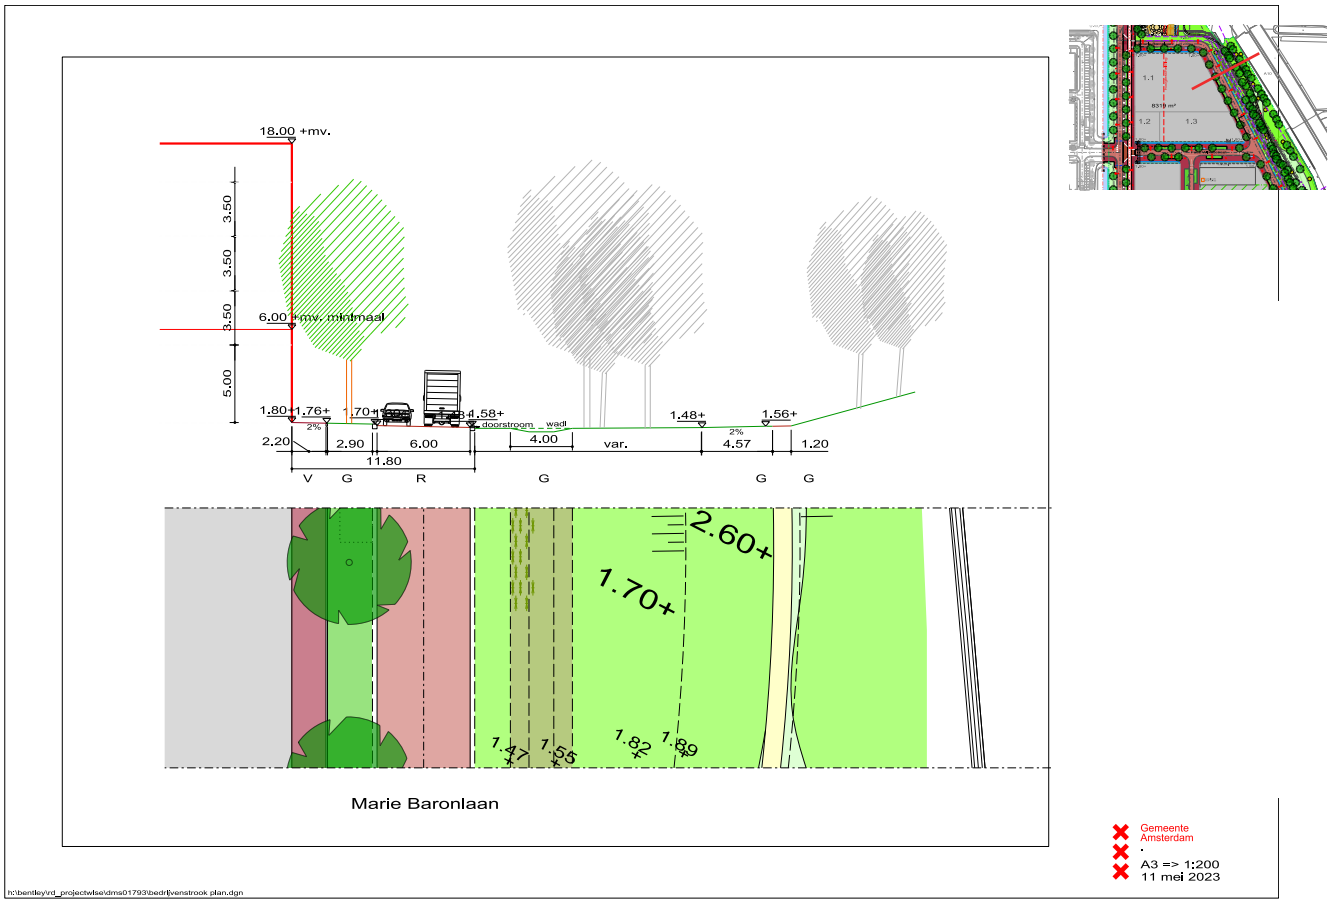 18.00 +mv.
3.50
3.50
3.50
5.00
6.00 +mv. minimaal
1.80+
1.76+
1.70+
1.58+
doorstroom
wadi
1.48+
1.56+
2%
2%
2.20
2.90
6.00
4.00
var.
4.57
1.20
11.80
V G R G G G
2.60+
1.70+
1.47
1.55
1.82
1.89
Marie Baronlaan
1.1
8319 m²
1.2
1.3
A10
Gemeente
Amsterdam
A3 => 1:200
11 mei 2023
h:\bentley\rd_projectwise\dms01793\bedrijvenstrook plan.dgn